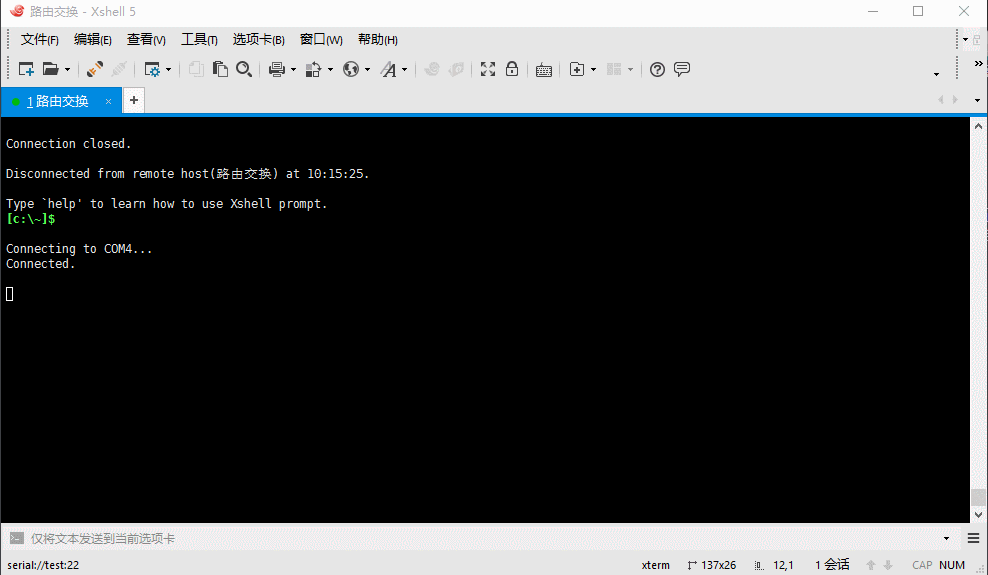 路由交换 - Xshell 5
文件(F) 编辑(E) 查看(V) 工具(T) 选项卡(B) 窗口(W) 帮助(H)
1 路由交换
Connection closed.
Disconnected from remote host(路由交换) at 10:15:25.
Type `help' to learn how to use Xshell prompt.
[c:\~]$
Connecting to COM4...
Connected.
仅将文本发送到当前选项卡
serial://test:22 xterm 137x26 12,1 1 会话 CAP NUM